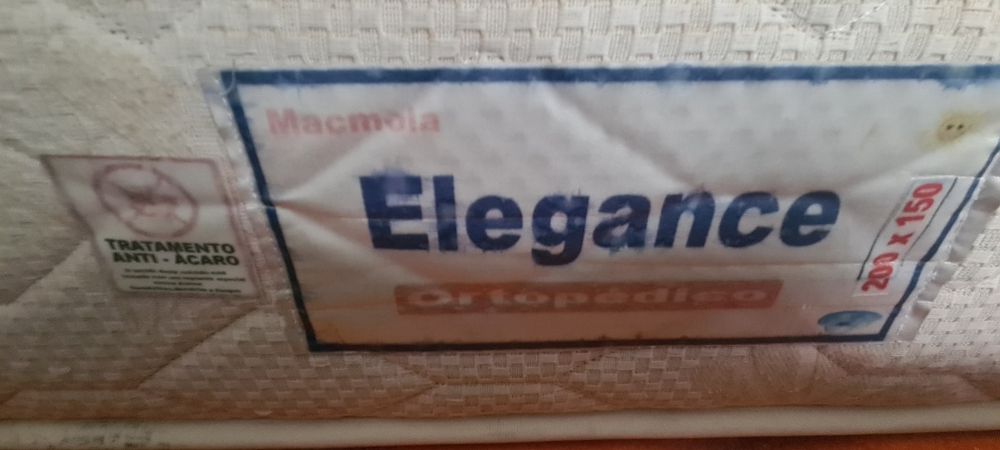 Macmola
Elegance
Ortopédico
200 x 150
TRATAMENTO
ANTI - ÁCARO